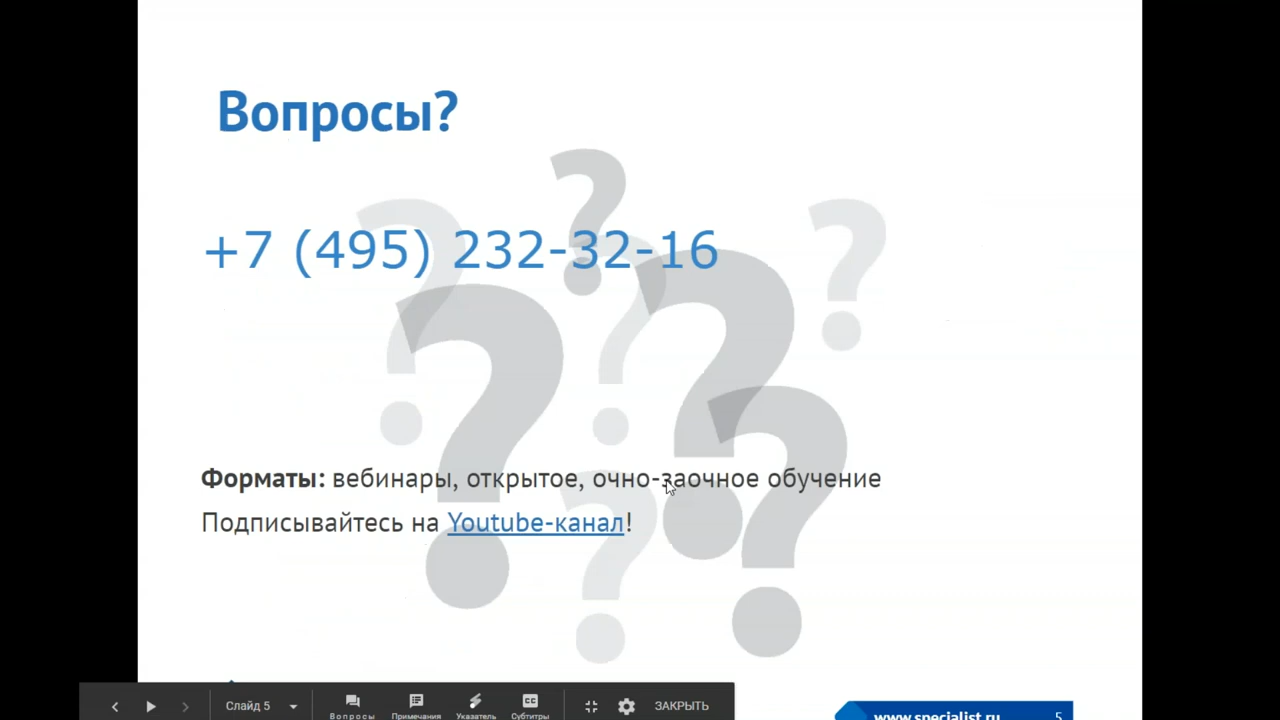 Вопросы?
+7 (495) 232-32-16
Форматы: вебинары, открытое, очно-заочное обучение
Подписывайтесь на Youtube-канал!
Слайд 5
Вопросы
Примечания
Указатель
CC
Субтитры
ЗАКРЫТЬ
www.specialist.ru
5